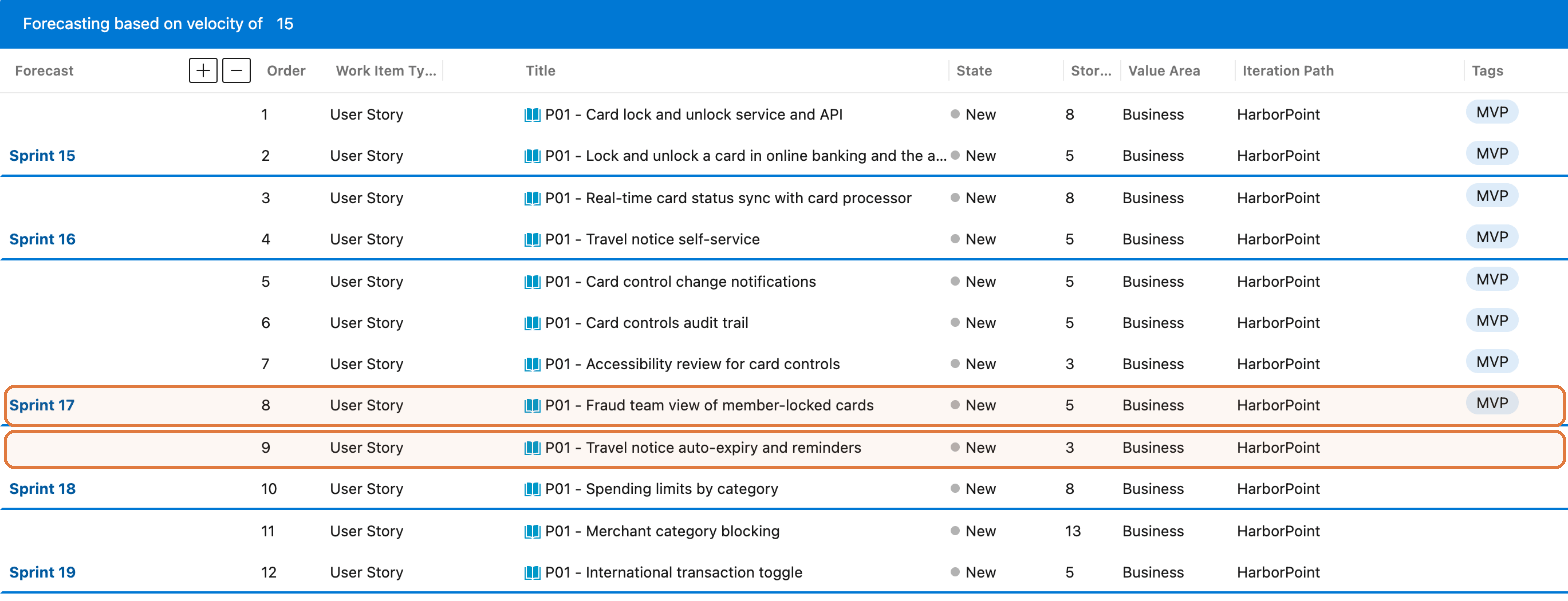 Forecasting based on velocity of 15
Forecast + − Order Work Item Ty... Title State Stor... Value Area Iteration Path Tags
1 User Story P01 - Card lock and unlock service and API New 8 Business HarborPoint MVP
Sprint 15 2 User Story P01 - Lock and unlock a card in online banking and the a... New 5 Business HarborPoint MVP
3 User Story P01 - Real-time card status sync with card processor New 8 Business HarborPoint MVP
Sprint 16 4 User Story P01 - Travel notice self-service New 5 Business HarborPoint MVP
5 User Story P01 - Card control change notifications New 5 Business HarborPoint MVP
6 User Story P01 - Card controls audit trail New 5 Business HarborPoint MVP
7 User Story P01 - Accessibility review for card controls New 3 Business HarborPoint MVP
Sprint 17 8 User Story P01 - Fraud team view of member-locked cards New 5 Business HarborPoint MVP
9 User Story P01 - Travel notice auto-expiry and reminders New 3 Business HarborPoint
Sprint 18 10 User Story P01 - Spending limits by category New 8 Business HarborPoint
11 User Story P01 - Merchant category blocking New 13 Business HarborPoint
Sprint 19 12 User Story P01 - International transaction toggle New 5 Business HarborPoint